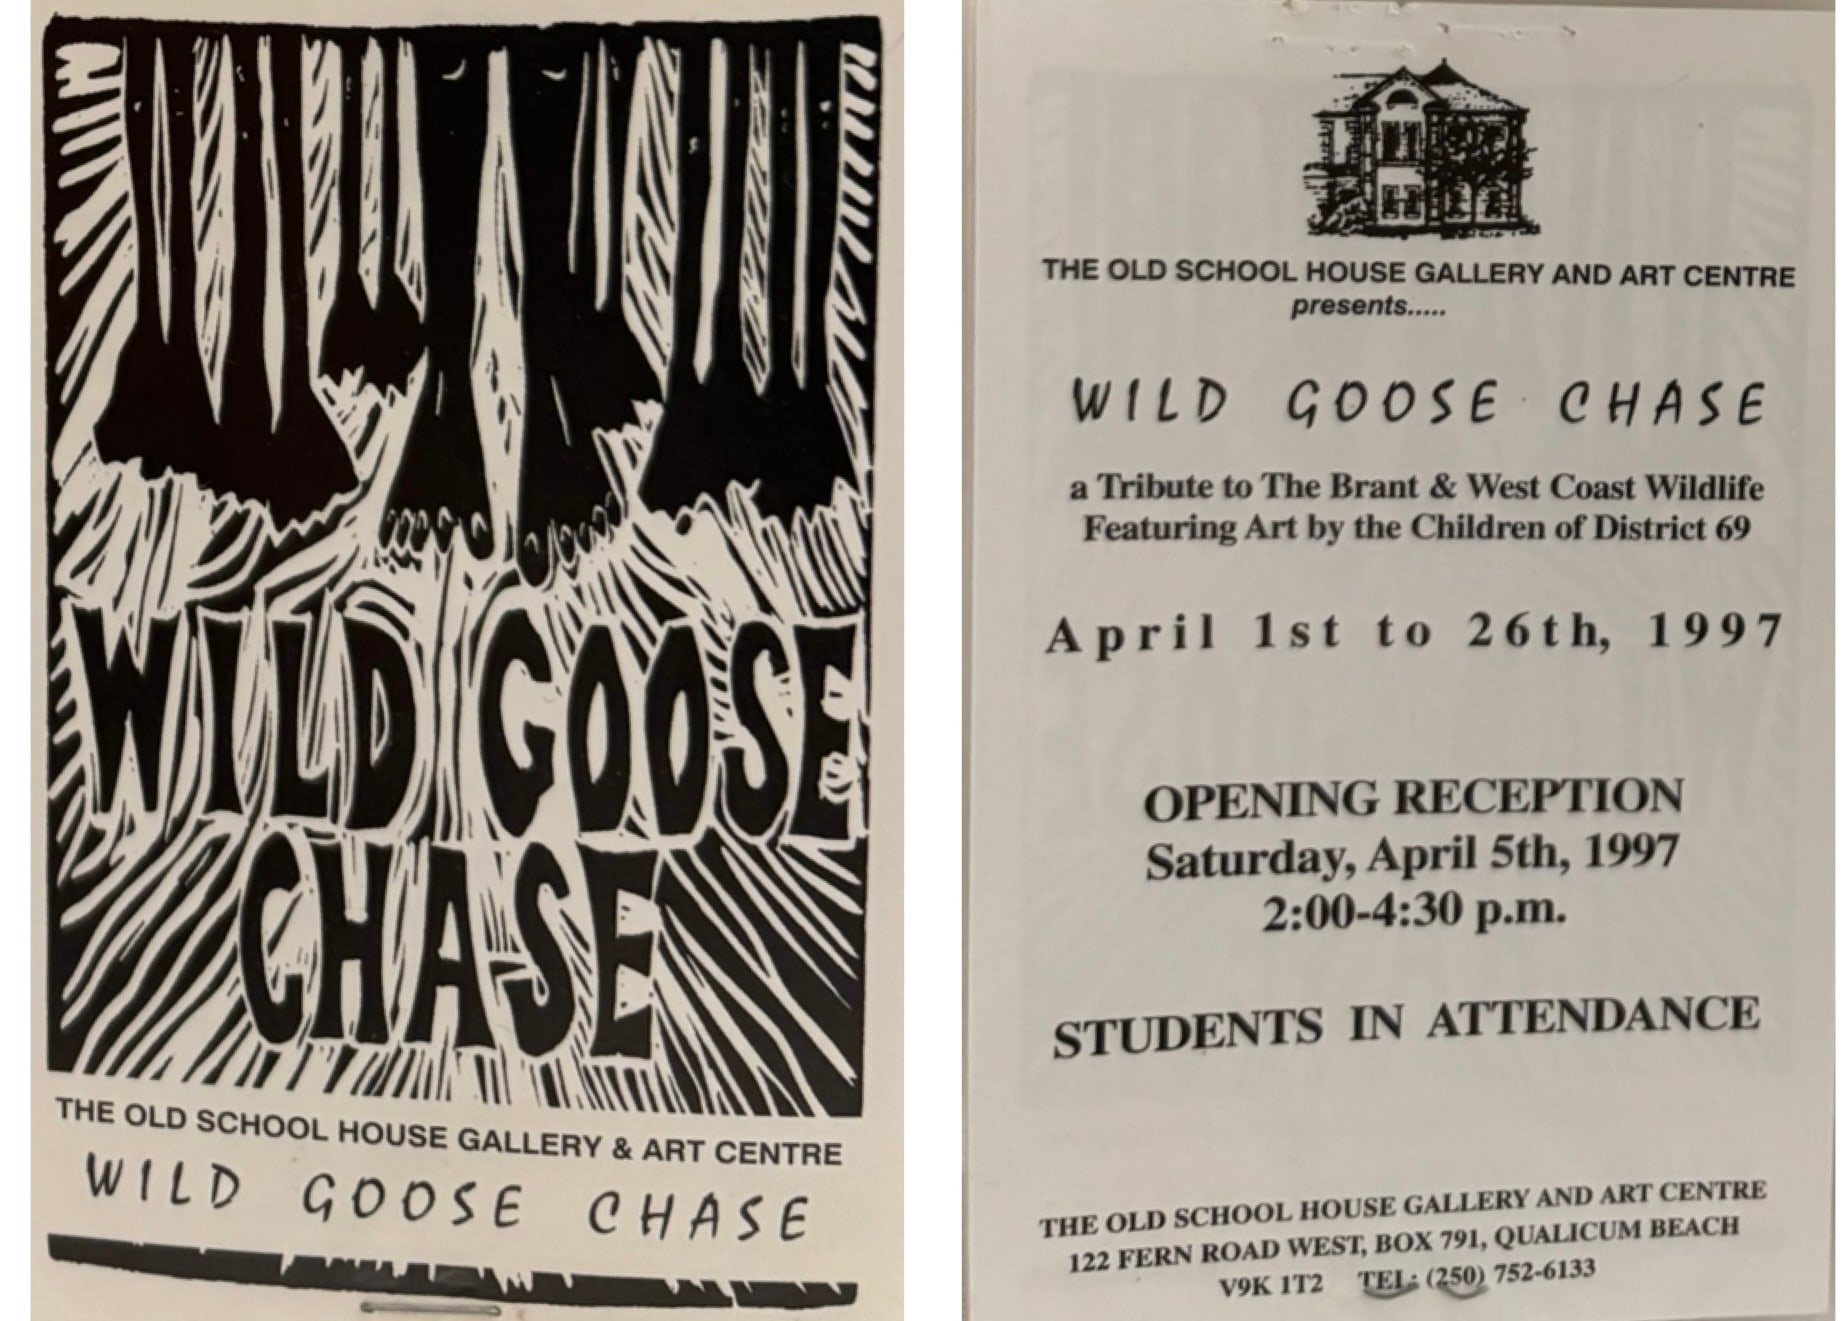 WILD GOOSE
CHASE
THE OLD SCHOOL HOUSE GALLERY & ART CENTRE
WILD GOOSE CHASE
THE OLD SCHOOL HOUSE GALLERY AND ART CENTRE
presents.....
WILD GOOSE CHASE
a Tribute to The Brant & West Coast Wildlife
Featuring Art by the Children of District 69
April 1st to 26th, 1997
OPENING RECEPTION
Saturday, April 5th, 1997
2:00-4:30 p.m.
STUDENTS IN ATTENDANCE
THE OLD SCHOOL HOUSE GALLERY AND ART CENTRE
122 FERN ROAD WEST, BOX 791, QUALICUM BEACH
V9K 1T2 TEL: (250) 752-6133